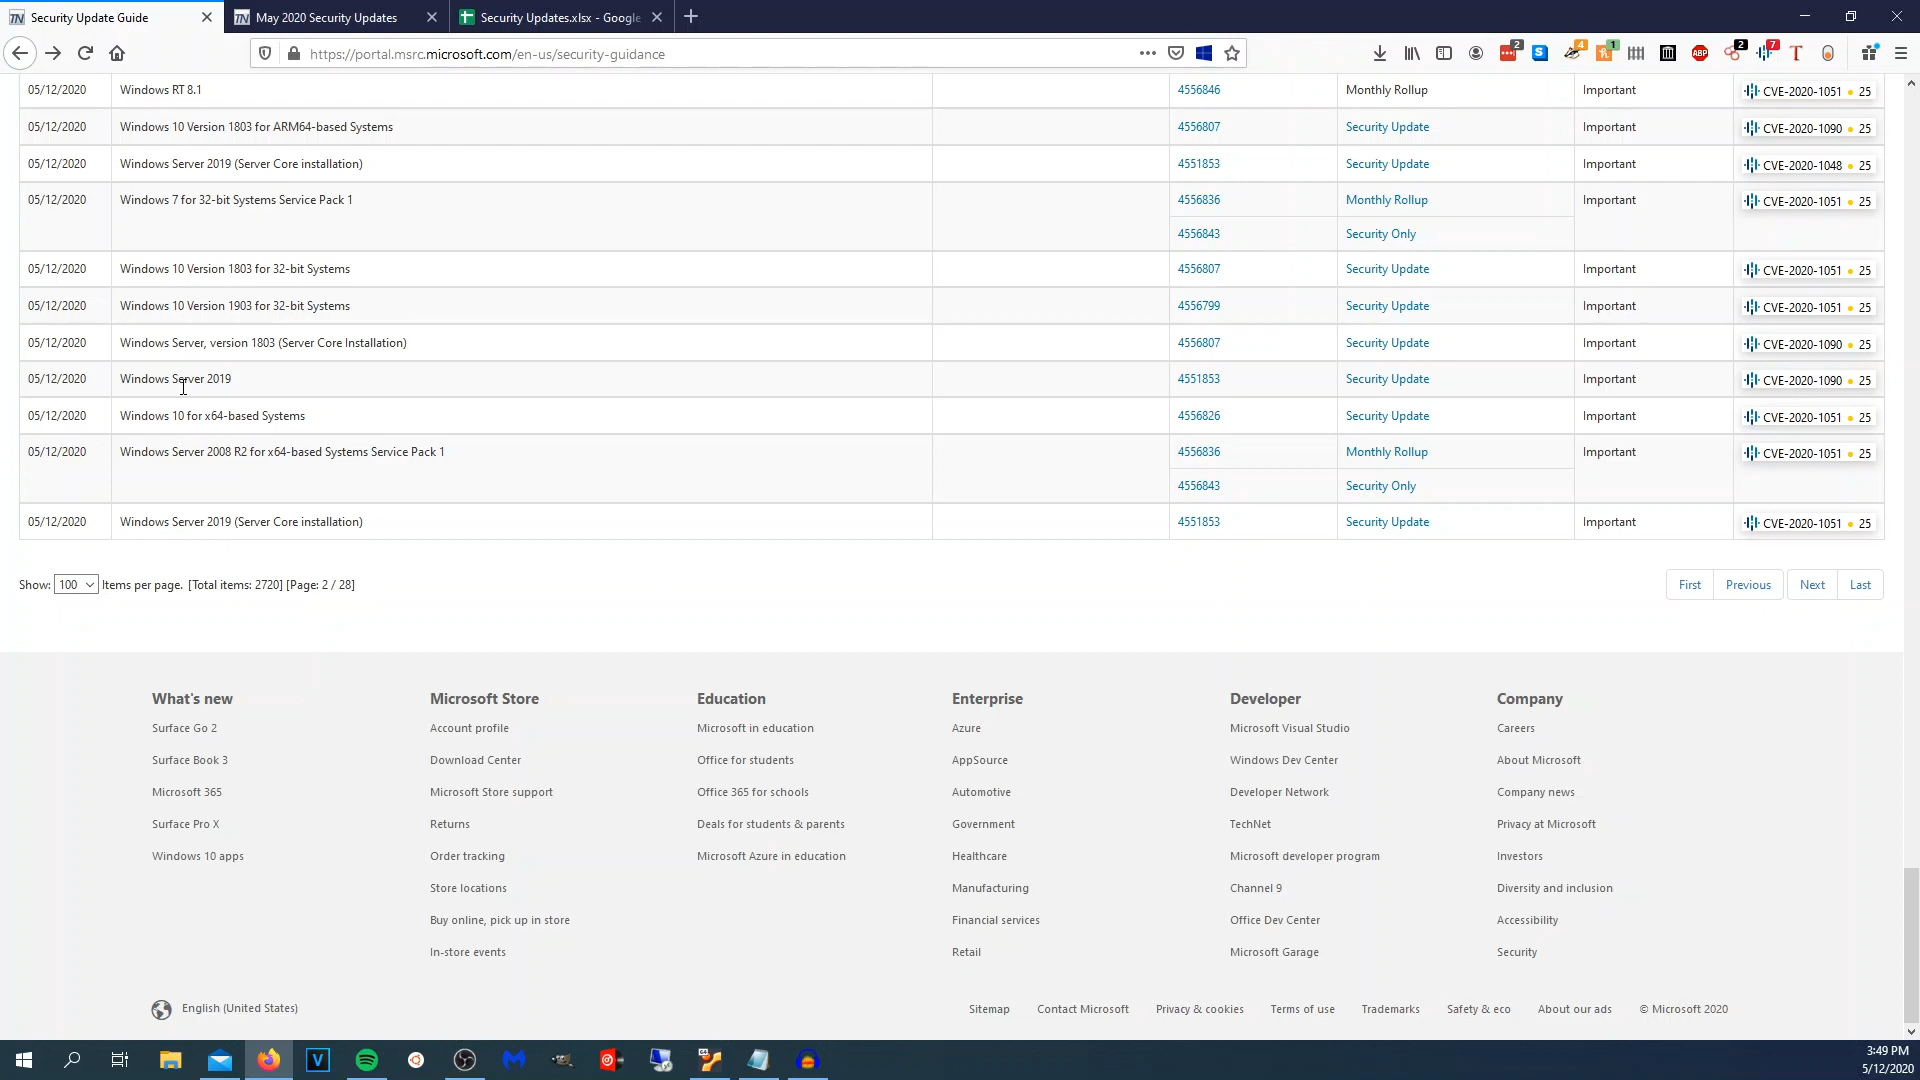 Security Update Guide
May 2020 Security Updates
Security Updates.xlsx - Google
https://portal.msrc.microsoft.com/en-us/security-guidance
2
4
1
ABP
2
7
05/12/2020 Windows RT 8.1 4556846 Monthly Rollup Important CVE-2020-1051 25
05/12/2020 Windows 10 Version 1803 for ARM64-based Systems 4556807 Security Update Important CVE-2020-1090 25
05/12/2020 Windows Server 2019 (Server Core installation) 4551853 Security Update Important CVE-2020-1048 25
05/12/2020 Windows 7 for 32-bit Systems Service Pack 1 4556836 Monthly Rollup Important CVE-2020-1051 25
4556843 Security Only
05/12/2020 Windows 10 Version 1803 for 32-bit Systems 4556807 Security Update Important CVE-2020-1051 25
05/12/2020 Windows 10 Version 1903 for 32-bit Systems 4556799 Security Update Important CVE-2020-1051 25
05/12/2020 Windows Server, version 1803 (Server Core Installation) 4556807 Security Update Important CVE-2020-1090 25
05/12/2020 Windows Server 2019 4551853 Security Update Important CVE-2020-1090 25
05/12/2020 Windows 10 for x64-based Systems 4556826 Security Update Important CVE-2020-1051 25
05/12/2020 Windows Server 2008 R2 for x64-based Systems Service Pack 1 4556836 Monthly Rollup Important CVE-2020-1051 25
4556843 Security Only
05/12/2020 Windows Server 2019 (Server Core installation) 4551853 Security Update Important CVE-2020-1051 25
Show: 100 Items per page. [Total items: 2720] [Page: 2 / 28] First Previous Next Last
What's new
Surface Go 2
Surface Book 3
Microsoft 365
Surface Pro X
Windows 10 apps
Microsoft Store
Account profile
Download Center
Microsoft Store support
Returns
Order tracking
Store locations
Buy online, pick up in store
In-store events
Education
Microsoft in education
Office for students
Office 365 for schools
Deals for students & parents
Microsoft Azure in education
Enterprise
Azure
AppSource
Automotive
Government
Healthcare
Manufacturing
Financial services
Retail
Developer
Microsoft Visual Studio
Windows Dev Center
Developer Network
TechNet
Microsoft developer program
Channel 9
Office Dev Center
Microsoft Garage
Company
Careers
About Microsoft
Company news
Privacy at Microsoft
Investors
Diversity and inclusion
Accessibility
Security
English (United States) Sitemap Contact Microsoft Privacy & cookies Terms of use Trademarks Safety & eco About our ads © Microsoft 2020
3:49 PM
5/12/2020